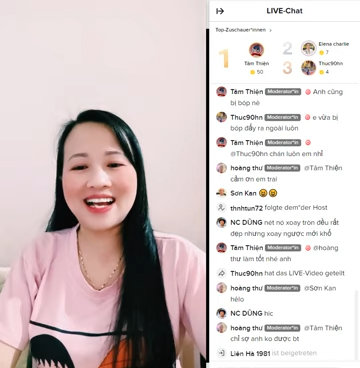 LIVE-Chat
Top-Zuschauer*innen >
1
Tâm Thiện
50
2
Elena charlie
7
3
Thuc90hn
4
Tâm Thiện Moderator*in Anh cũng
bị bóp nè
Thuc90hn Moderator*in e vừa bị
bóp đẩy ra ngoài luôn
Tâm Thiện Moderator*in
@Thuc90hn chán luôn em nhỉ
hoàng thư Moderator*in @Tâm Thiện
cảm ơn em trai
Sơn Kan 😆😆
thnhtun72 folgte dem*der Host
NC DŨNG nét nó xoay tròn đều rất
đẹp nhưng xoay ngược mới khổ
Tâm Thiện Moderator*in @hoàng
thư làm tốt nhé anh
Thuc90hn hat das LIVE-Video geteilt
hoàng thư Moderator*in @Sơn Kan
hélo
NC DŨNG hic
hoàng thư Moderator*in @Tâm Thiện
chỉ sợ anh ko được bt
Liên Hà 1981 ist beigetreten